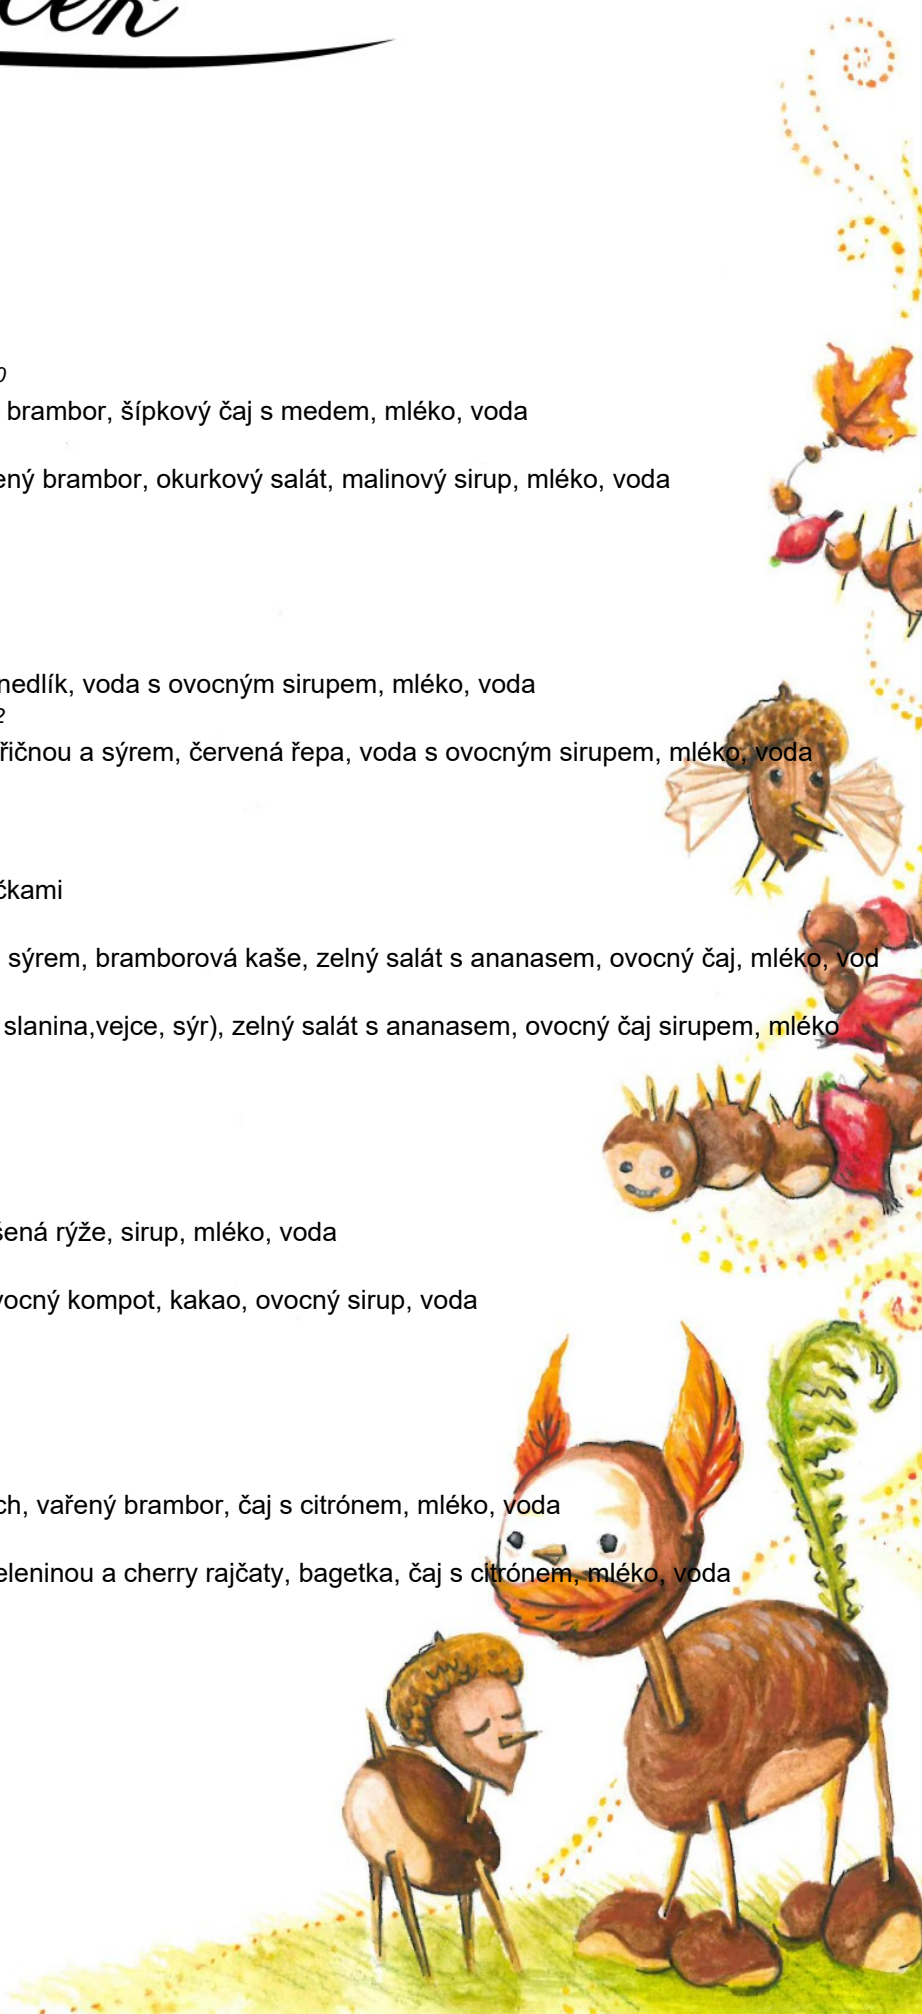 brambor, šípkový čaj s medem, mléko, voda
ený brambor, okurkový salát, malinový sirup, mléko, voda
nedlík, voda s ovocným sirupem, mléko, voda
2
řičnou a sýrem, červená řepa, voda s ovocným sirupem, mléko, voda
čkami
sýrem, bramborová kaše, zelný salát s ananasem, ovocný čaj, mléko, vod
slanina,vejce, sýr), zelný salát s ananasem, ovocný čaj sirupem, mléko
šená rýže, sirup, mléko, voda
vocný kompot, kakao, ovocný sirup, voda
ch, vařený brambor, čaj s citrónem, mléko, voda
eleninou a cherry rajčaty, bagetka, čaj s citrónem, mléko, voda